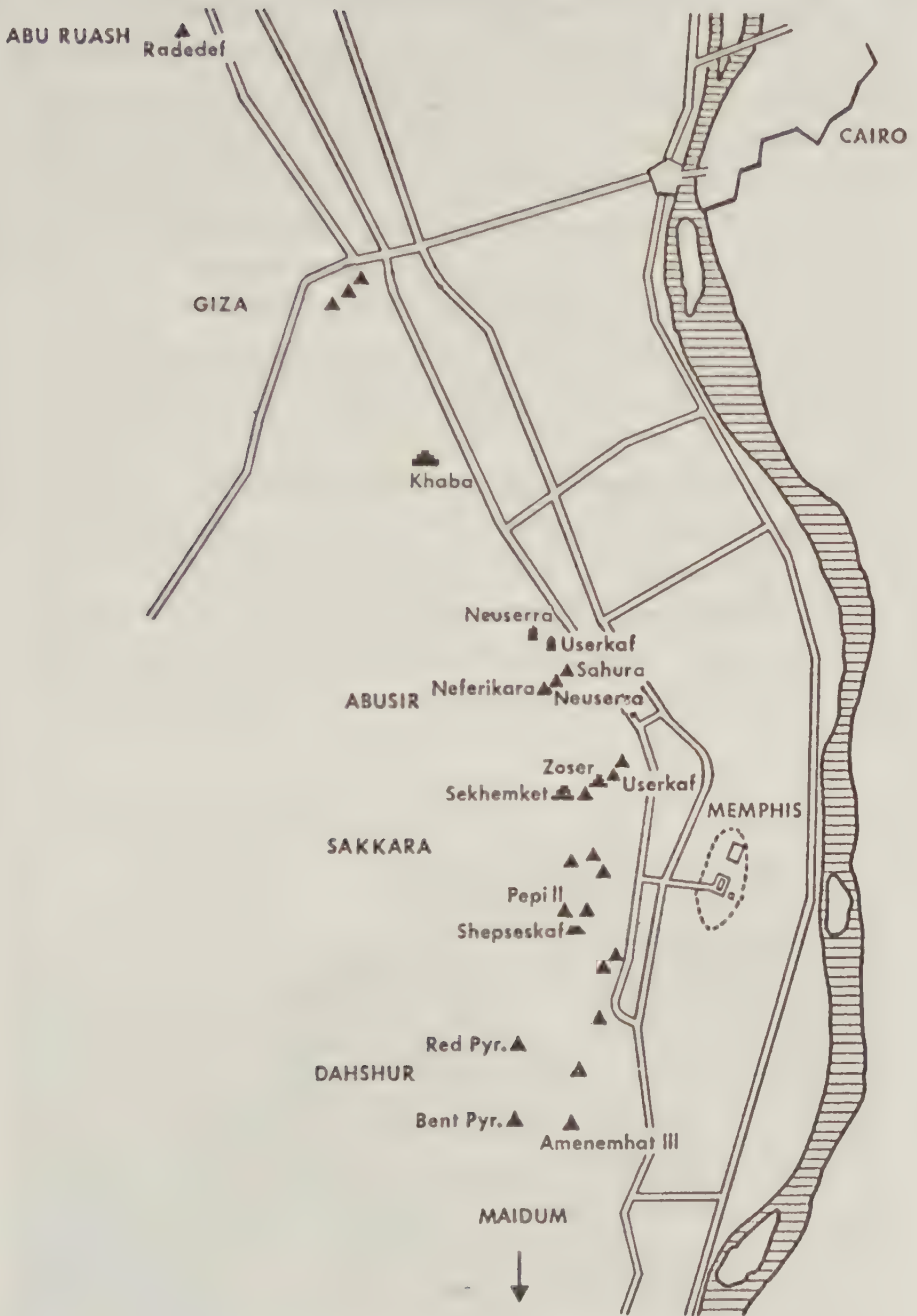 ABU RUASH
Radedef
CAIRO
GIZA
Khaba
Neuserra
Userkaf
Sahura
Neferikara
Neuserra
ABUSIR
Zoser
Userkaf
Sekhemket
MEMPHIS
SAKKARA
Pepi II
Shepseskaf
Red Pyr.
DAHSHUR
Bent Pyr.
Amenemhat III
MAIDUM